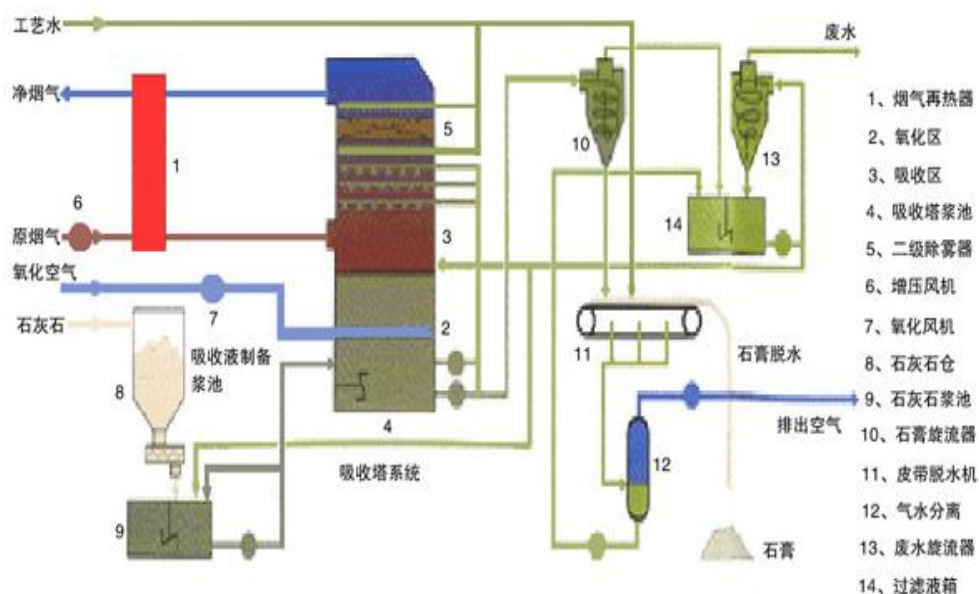 工艺水
净烟气
1
6
原烟气
氧化空气
7
石灰石
吸收液制备
浆池
8
9
5
3
2
4
吸收塔系统
10
13
14
废水
11
石膏脱水
排出空气
12
石膏
1、烟气再热器
2、氧化区
3、吸收区
4、吸收塔浆池
5、二级除雾器
6、增压风机
7、氧化风机
8、石灰石仓
9、石灰石浆池
10、石膏旋流器
11、皮带脱水机
12、气水分离
13、废水旋流器
14、过滤液箱